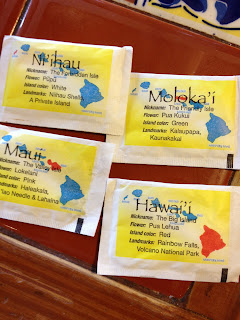 Ni'ihau
Nickname: The Forbidden Isle
Flower: Pūpū
Island color: White
Landmarks: Niihau Shells,
A Private Island
Moloka'i
Nickname: The Friendly Isle
Flower: Pua Kukui
Island color: Green
Landmarks: Kalaupapa,
Kaunakakai
Maui
Nickname: The Valley Isle
Flower: Lokelani
Island color: Pink
Landmarks: Haleakala,
'Iao Needle & Lahaina
Hawai'i
Nickname: The Big Island
Flower: Pua Lehua
Island color: Red
Landmarks: Rainbow Falls,
Volcano National Park